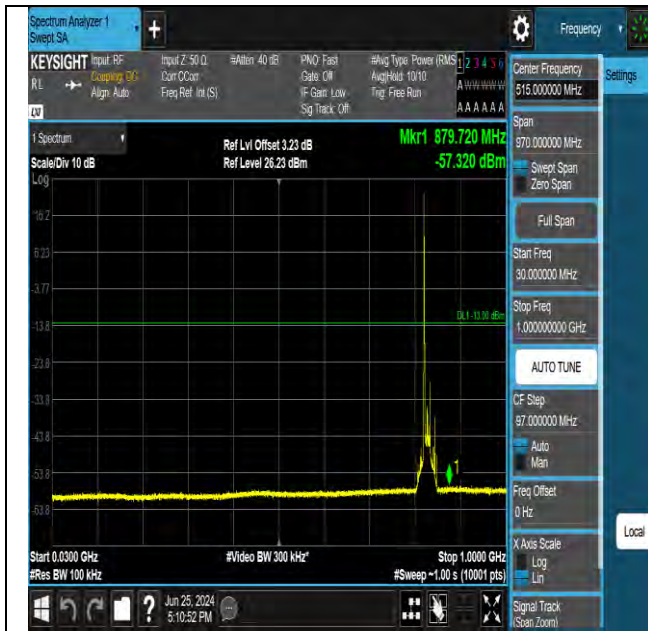 Spectrum Analyzer 1
Swept SA
+
Frequency
KEYSIGHT
RL
Input: RF
Coupling: DC
Align: Auto
Input Z: 50 Ω
Corr CCorr
Freq Ref: Int (S)
#Atten: 40 dB
PNO: Fast
Gate: Off
IF Gain: Low
Sig Track: Off
#Avg Type: Power (RMS
Avg|Hold: 10/10
Trig: Free Run
1 2 3 4 5 6
A W W W W W
A A A A A A
Center Frequency
515.000000 MHz
Settings
1 Spectrum
Scale/Div 10 dB
Log
Ref Lvl Offset 3.23 dB
Ref Level 26.23 dBm
Mkr1 879.720 MHz
-57.320 dBm
Span
970.000000 MHz
Swept Span
Zero Span
Full Span
16.2
6.23
-3.77
-13.8
-23.8
-33.8
-43.8
-53.8
-63.8
DL1 -13.00 dBm
1
Start Freq
30.000000 MHz
Stop Freq
1.000000000 GHz
AUTO TUNE
CF Step
97.000000 MHz
Auto
Man
Freq Offset
0 Hz
X Axis Scale
Log
Lin
Local
Signal Track
(Span Zoom)
Start 0.0300 GHz
#Res BW 100 kHz
#Video BW 300 kHz*
Stop 1.0000 GHz
#Sweep ~1.00 s (10001 pts)
?
Jun 25, 2024
5:10:52 PM